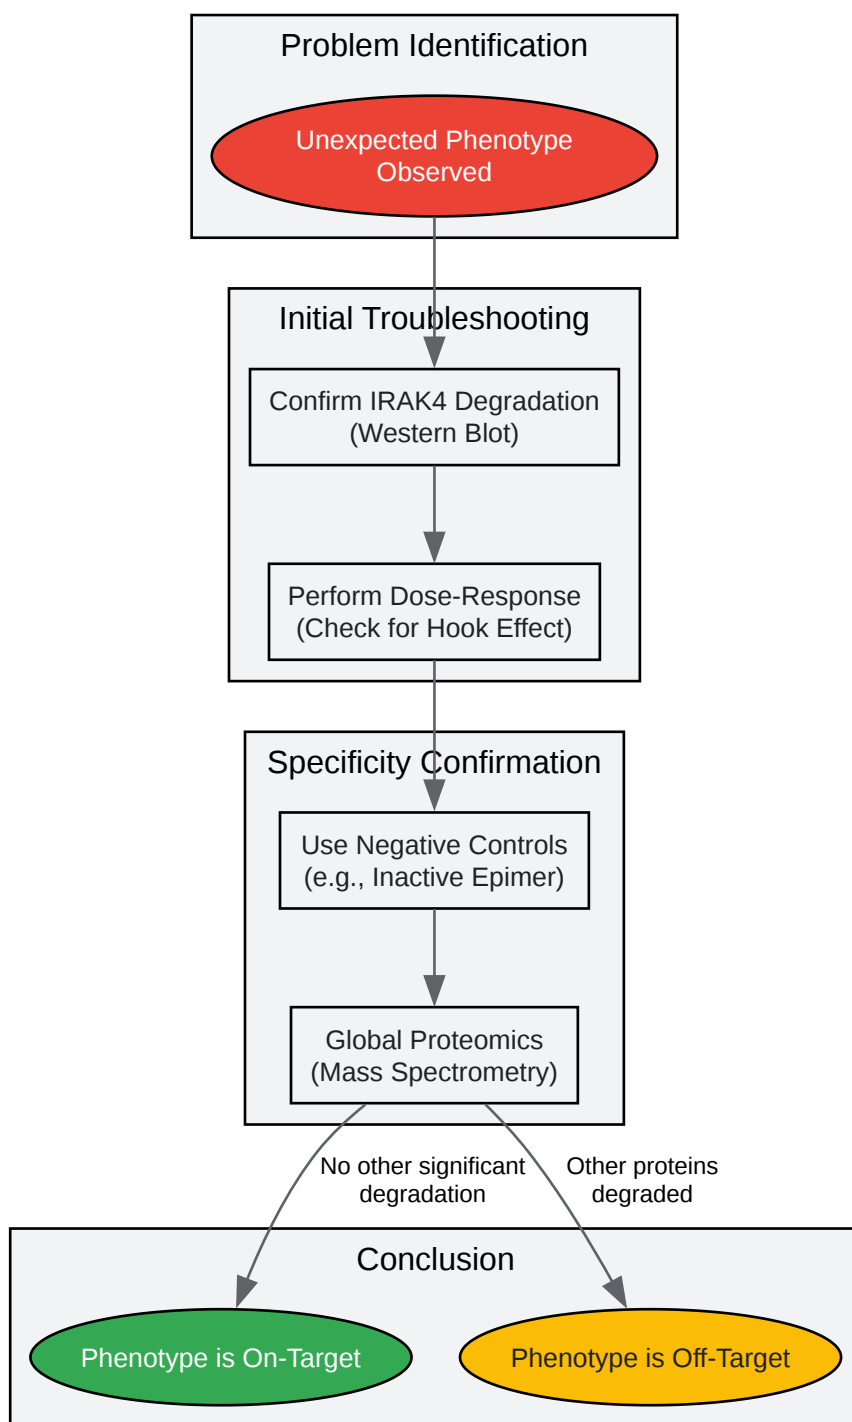 Problem Identification
Unexpected Phenotype
Observed
Initial Troubleshooting
Confirm IRAK4 Degradation
(Western Blot)
Perform Dose-Response
(Check for Hook Effect)
Specificity Confirmation
Use Negative Controls
(e.g., Inactive Epimer)
Global Proteomics
(Mass Spectrometry)
No other significant
degradation
Other proteins
degraded
Conclusion
Phenotype is On-Target
Phenotype is Off-Target